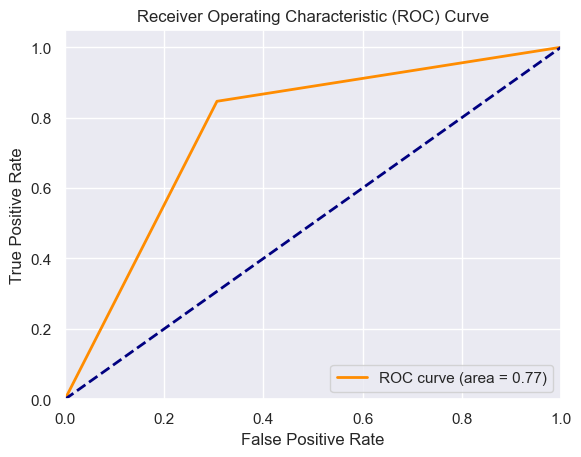 Receiver Operating Characteristic (ROC) Curve
True Positive Rate
1.0
0.8
0.6
0.4
0.2
0.0
0.0 0.2 0.4 0.6 0.8 1.0
False Positive Rate
ROC curve (area = 0.77)